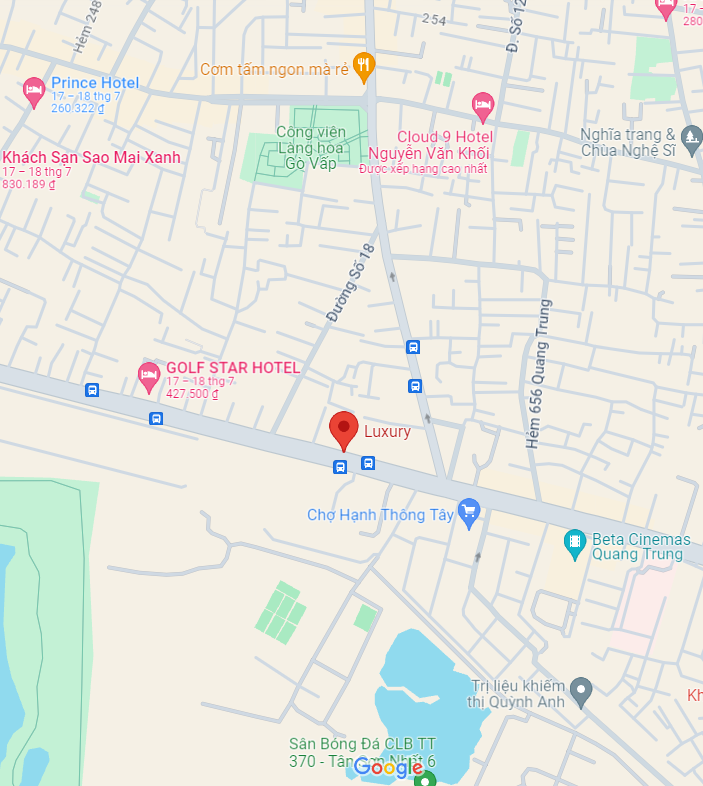 Hẻm 248
254
Đ. Số 12
17 –
280
Cơm tấm ngon mà rẻ
Prince Hotel
17 – 18 thg 7
260.322 ₫
Công viên
Làng hoa
Gò Vấp
Cloud 9 Hotel
Nguyễn Văn Khối
Được xếp hạng cao nhất
Nghĩa trang &
Chùa Nghệ Sĩ
Khách Sạn Sao Mai Xanh
17 – 18 thg 7
830.189 ₫
Đường Số 18
Hẻm 656 Quang Trung
GOLF STAR HOTEL
17 – 18 thg 7
427.500 ₫
Luxury
Chợ Hạnh Thông Tây
Beta Cinemas
Quang Trung
Trị liệu khiếm
thị Quỳnh Anh
Kh
Sân Bóng Đá CLB TT
370 - Tân Sơn Nhất 6
Google